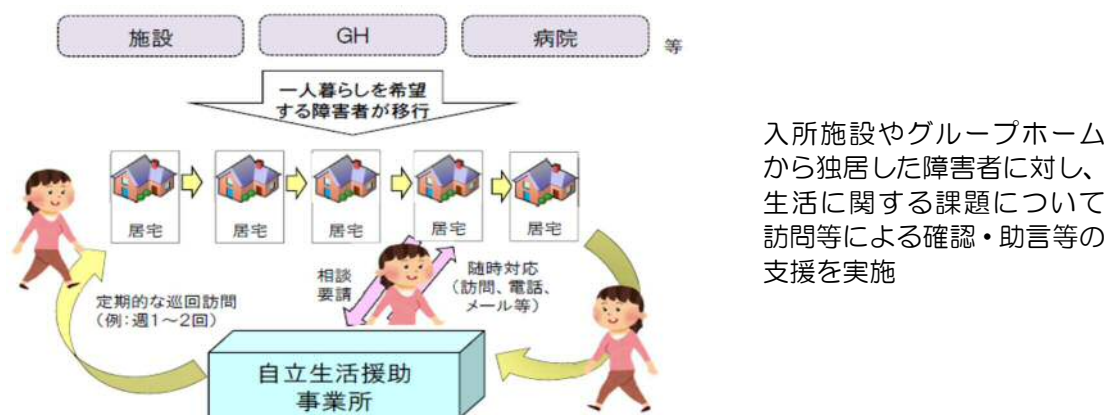 施設
GH
病院
等
一人暮らしを希望
する障害者が移行
居宅
居宅
居宅
居宅
居宅
相談
要請
随時対応
(訪問、電話、
メール等)
定期的な巡回訪問
(例:週1~2回)
自立生活援助
事業所
入所施設やグループホーム
から独居した障害者に対し、
生活に関する課題について
訪問等による確認・助言等の
支援を実施